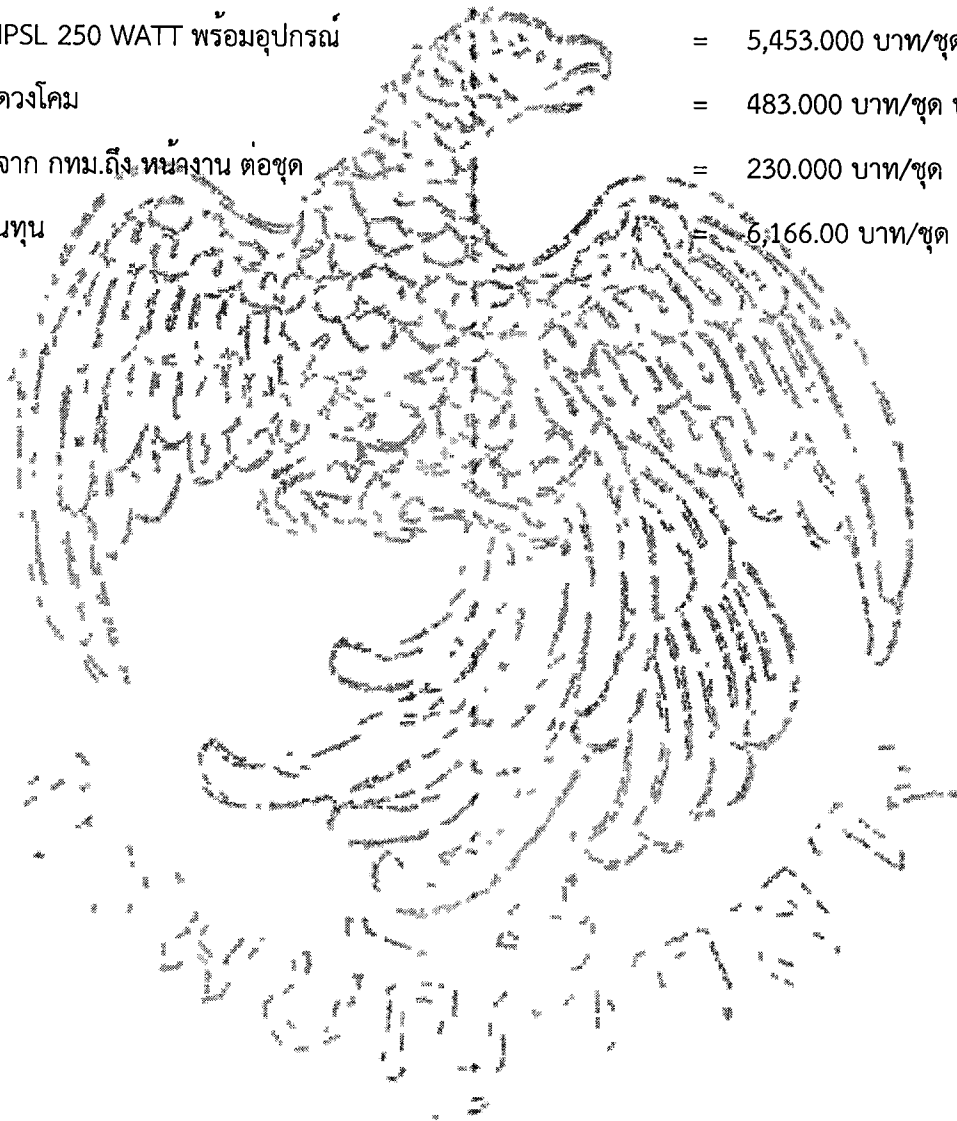 HPSL 250 WATT พร้อมอุปกรณ์ = 5,453.000 บาท/ชุด
ดวงโคม = 483.000 บาท/ชุด
จาก กทม.ถึง หน้างาน ต่อชุด = 230.000 บาท/ชุด
นทุน = 6,166.00 บาท/ชุด